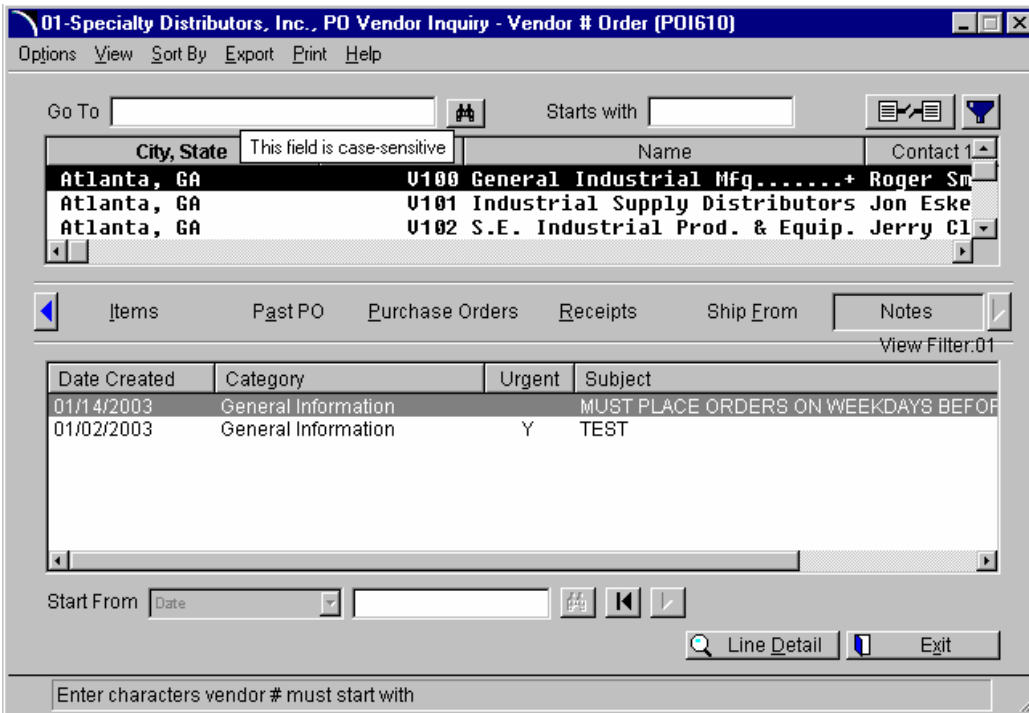 01-Specialty Distributors, Inc., PO Vendor Inquiry - Vendor # Order (POI610)
Options View Sort By Export Print Help
Go To Starts with
This field is case-sensitive
City, State Name Contact 1
Atlanta, GA V100 General Industrial Mfg.......+ Roger Sm
Atlanta, GA V101 Industrial Supply Distributors Jon Eske
Atlanta, GA V102 S.E. Industrial Prod. & Equip. Jerry Cl
Items Past PO Purchase Orders Receipts Ship From Notes
View Filter:01
Date Created Category Urgent Subject
01/14/2003 General Information MUST PLACE ORDERS ON WEEKDAYS BEFOR
01/02/2003 General Information Y TEST
Start From Date
Line Detail Exit
Enter characters vendor # must start with